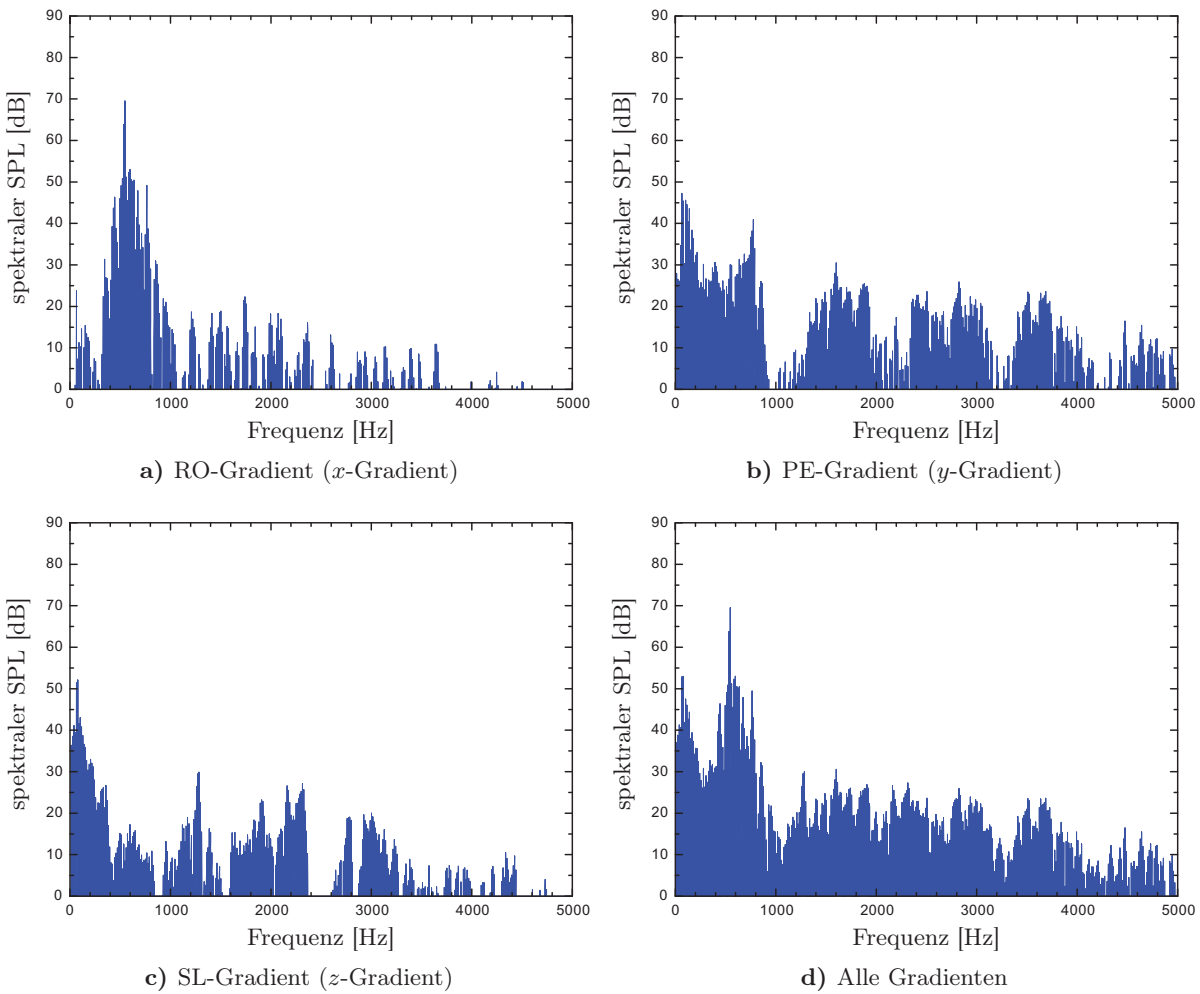 90
80
70
60
50
40
30
20
10
0
spektraler SPL [dB]
0 1000 2000 3000 4000 5000
Frequenz [Hz]
a) RO-Gradient (x-Gradient)
90
80
70
60
50
40
30
20
10
0
spektraler SPL [dB]
0 1000 2000 3000 4000 5000
Frequenz [Hz]
b) PE-Gradient (y-Gradient)
90
80
70
60
50
40
30
20
10
0
spektraler SPL [dB]
0 1000 2000 3000 4000 5000
Frequenz [Hz]
c) SL-Gradient (z-Gradient)
90
80
70
60
50
40
30
20
10
0
spektraler SPL [dB]
0 1000 2000 3000 4000 5000
Frequenz [Hz]
d) Alle Gradienten